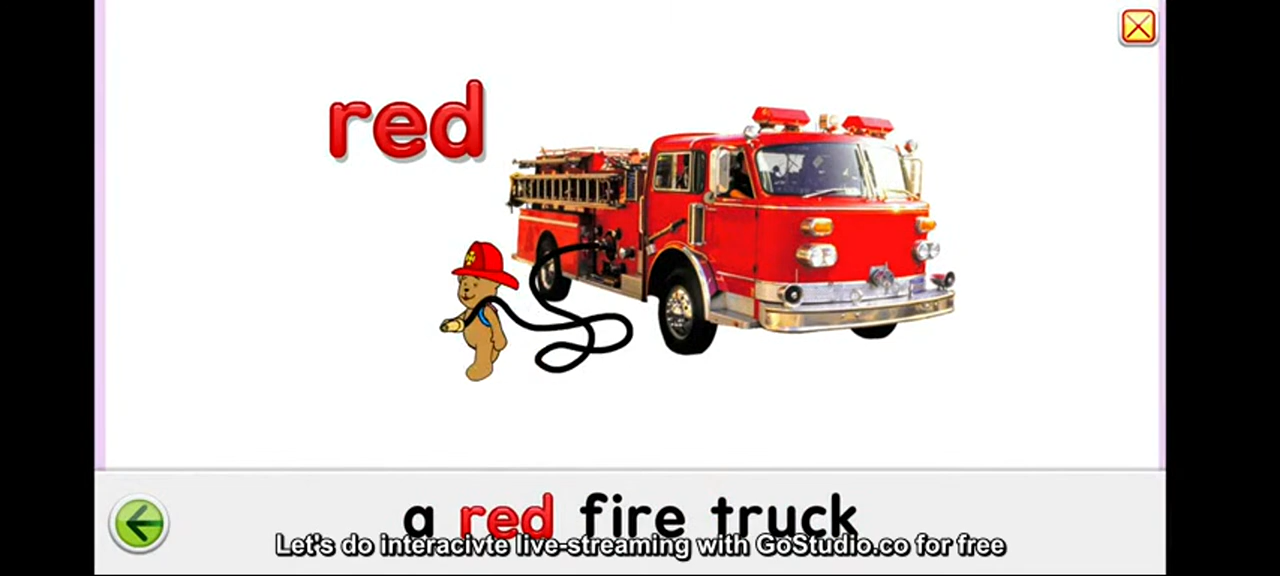 red
a red fire truck
Let's do interacivte live-streaming with GoStudio.co for free